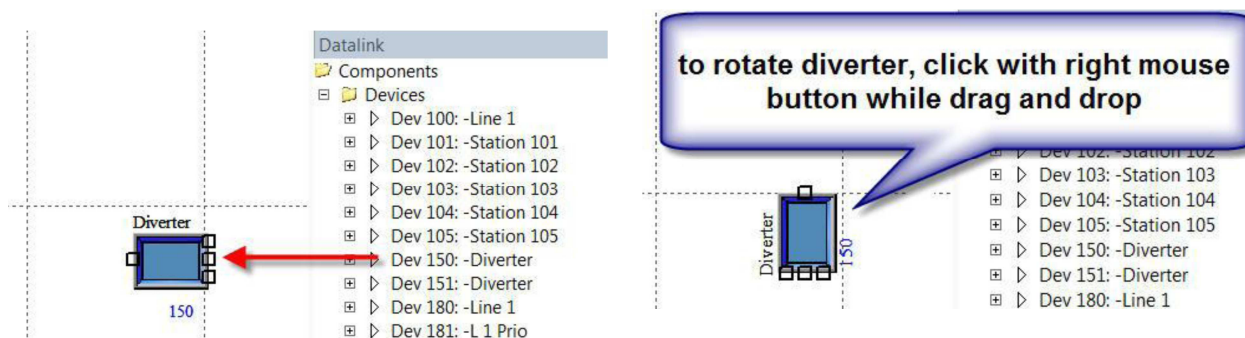 Datalink
Components
Devices
Dev 100: -Line 1
Dev 101: -Station 101
Dev 102: -Station 102
Dev 103: -Station 103
Dev 104: -Station 104
Dev 105: -Station 105
Dev 150: -Diverter
Dev 151: -Diverter
Dev 180: -Line 1
Dev 181: -L 1 Prio
Diverter
150
to rotate diverter, click with right mouse
button while drag and drop
Dev 102: -Station 102
Dev 103: -Station 103
Dev 104: -Station 104
Dev 105: -Station 105
Dev 150: -Diverter
Dev 151: -Diverter
Dev 180: -Line 1
Diverter
150